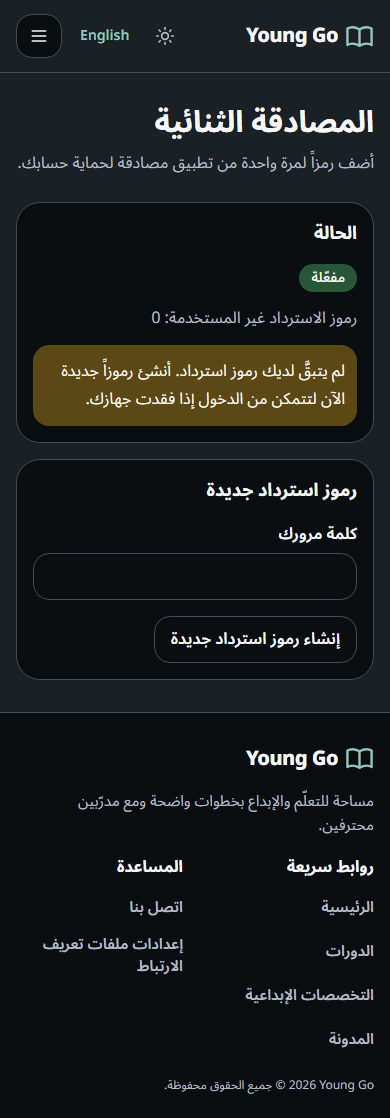 Young Go
English
المصادقة الثنائية
أضف رمزاً لمرة واحدة من تطبيق مصادقة لحماية حسابك.
الحالة
مفعّلة
رموز الاسترداد غير المستخدمة: 0
لم يتبقَّ لديك رموز استرداد. أنشئ رموزاً جديدة
الآن لتتمكن من الدخول إذا فقدت جهازك.
رموز استرداد جديدة
كلمة مرورك
إنشاء رموز استرداد جديدة
Young Go
مساحة للتعلّم والإبداع بخطوات واضحة ومع مدرّبين
محترفين.
روابط سريعة
الرئيسية
الدورات
التخصصات الإبداعية
المدونة
المساعدة
اتصل بنا
إعدادات ملفات تعريف
الارتباط
© 2026 Young Go جميع الحقوق محفوظة.